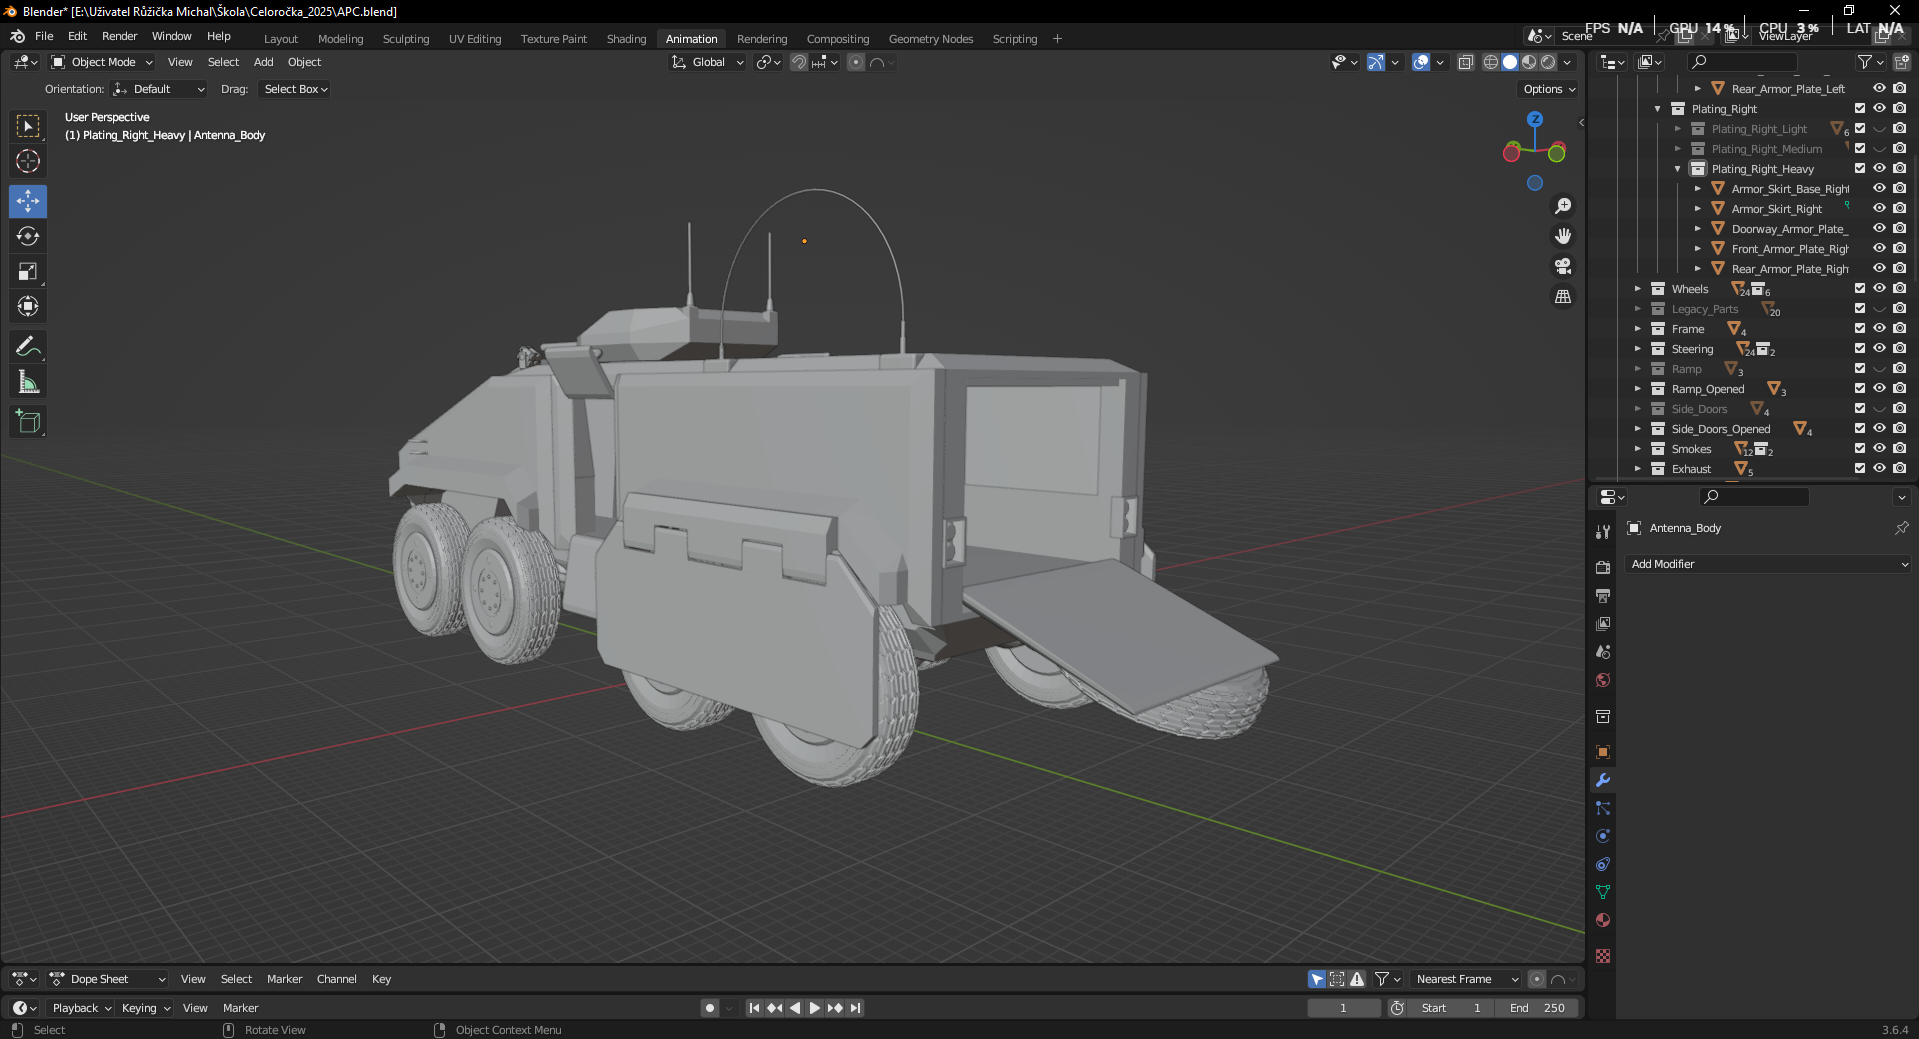 Blender* [E:\Uživatel Růžička Michal\Škola\Celoročka_2025\APC.blend]
FPS N/A GPU 14 % CPU 3 % LAT N/A
File Edit Render Window Help Layout Modeling Sculpting UV Editing Texture Paint Shading Animation Rendering Compositing Geometry Nodes Scripting + Scene ViewLayer
Object Mode View Select Add Object Global
Orientation: Default Drag: Select Box Options
User Perspective
(1) Plating_Right_Heavy | Antenna_Body
Z
Rear_Armor_Plate_Left
Plating_Right
Plating_Right_Light 6
Plating_Right_Medium
Plating_Right_Heavy
Armor_Skirt_Base_Right
Armor_Skirt_Right
Doorway_Armor_Plate_
Front_Armor_Plate_Righ
Rear_Armor_Plate_Righ
Wheels 24 6
Legacy_Parts 20
Frame 4
Steering 24 2
Ramp 3
Ramp_Opened 3
Side_Doors 4
Side_Doors_Opened 4
Smokes 12 2
Exhaust 5
Antenna_Body
Add Modifier
Dope Sheet View Select Marker Channel Key Nearest Frame
Playback Keying View Marker 1 Start 1 End 250
Select Rotate View Object Context Menu 3.6.4